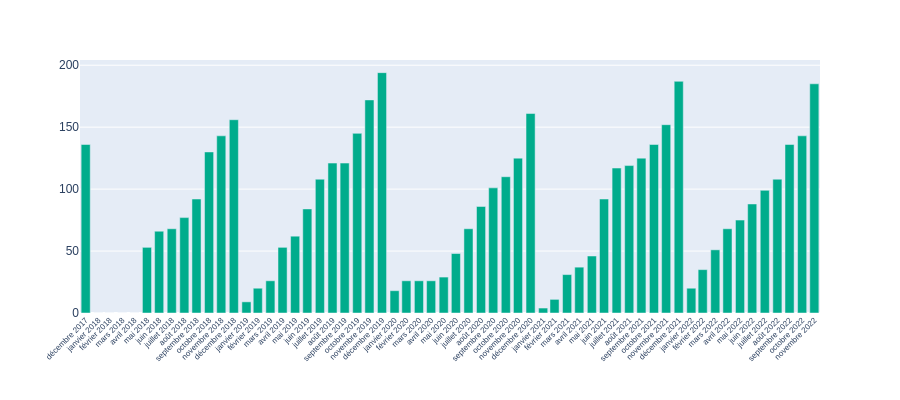 200
150
100
50
0
décembre 2017
janvier 2018
février 2018
mars 2018
avril 2018
mai 2018
juin 2018
juillet 2018
août 2018
septembre 2018
octobre 2018
novembre 2018
décembre 2018
janvier 2019
février 2019
mars 2019
avril 2019
mai 2019
juin 2019
juillet 2019
août 2019
septembre 2019
octobre 2019
novembre 2019
décembre 2019
janvier 2020
février 2020
mars 2020
avril 2020
mai 2020
juin 2020
juillet 2020
août 2020
septembre 2020
octobre 2020
novembre 2020
décembre 2020
janvier 2021
février 2021
mars 2021
avril 2021
mai 2021
juin 2021
juillet 2021
août 2021
septembre 2021
octobre 2021
novembre 2021
décembre 2021
janvier 2022
février 2022
mars 2022
avril 2022
mai 2022
juin 2022
juillet 2022
août 2022
septembre 2022
octobre 2022
novembre 2022